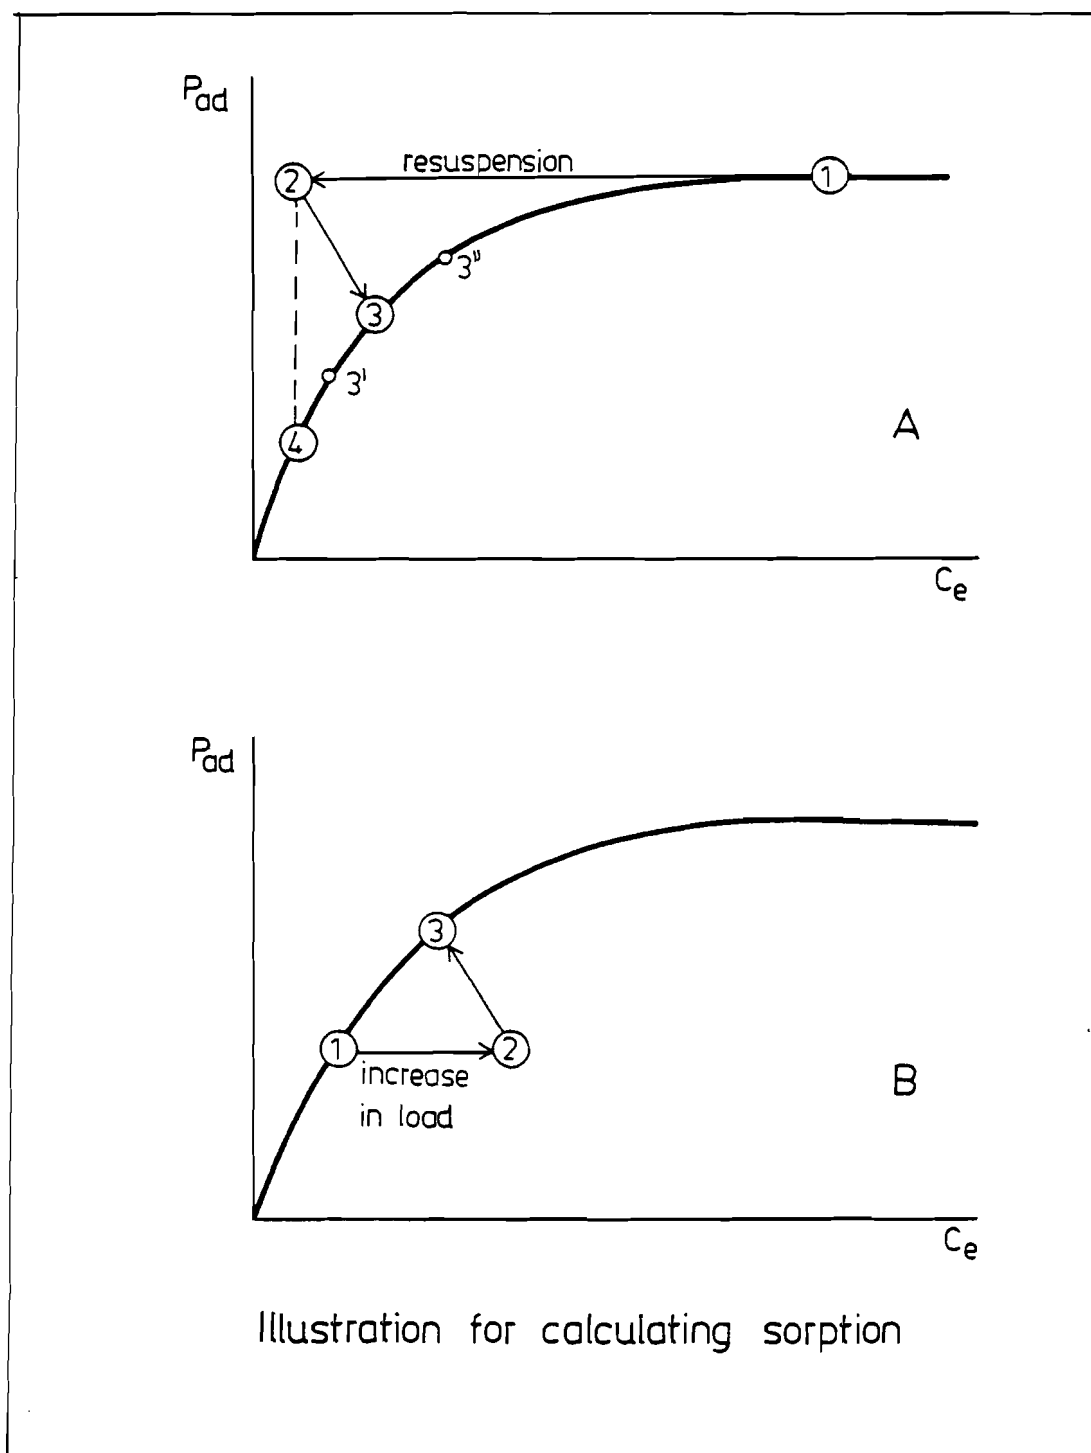 P_ad
resuspension
2
1
3"
3
3'
4
A
C_e
P_ad
3
1
2
increase
in load
B
C_e
Illustration for calculating sorption